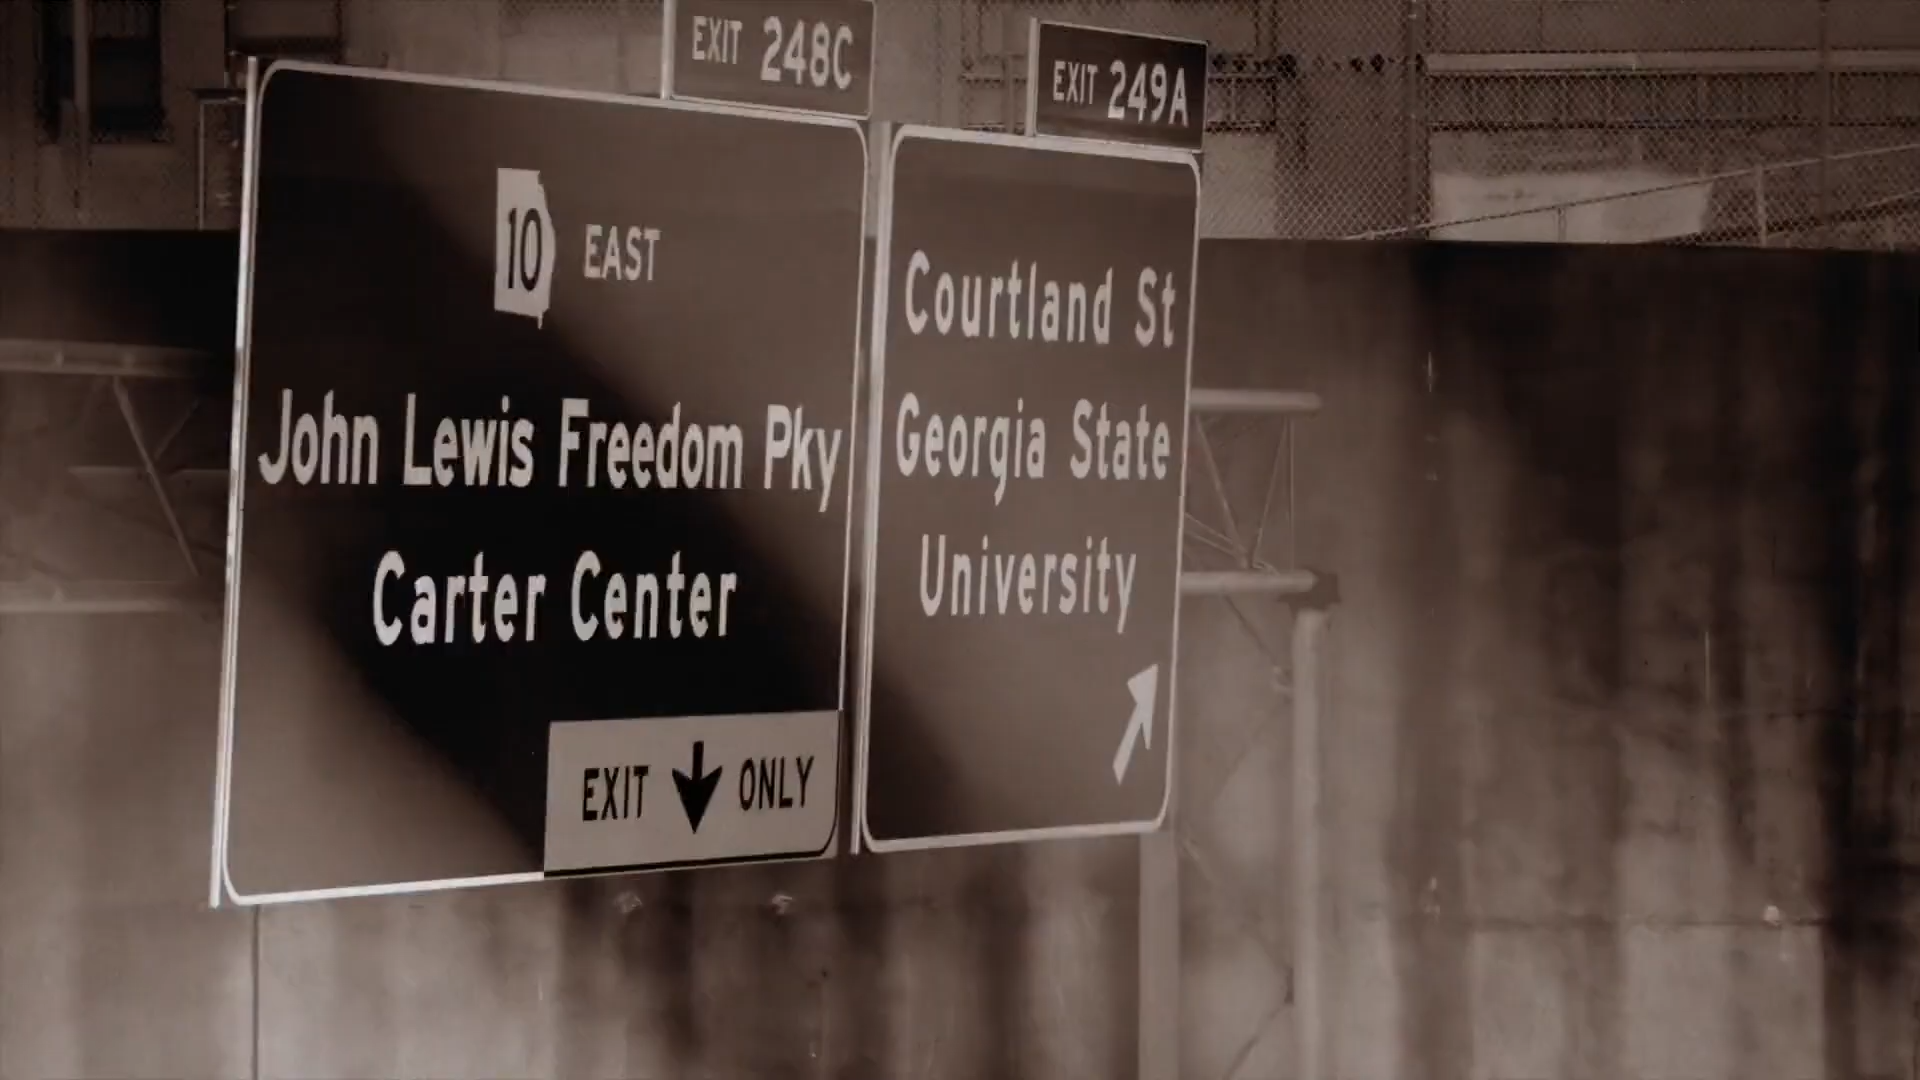 EXIT 248C
10 EAST
John Lewis Freedom Pky
Carter Center
EXIT ONLY
EXIT 249A
Courtland St
Georgia State
University